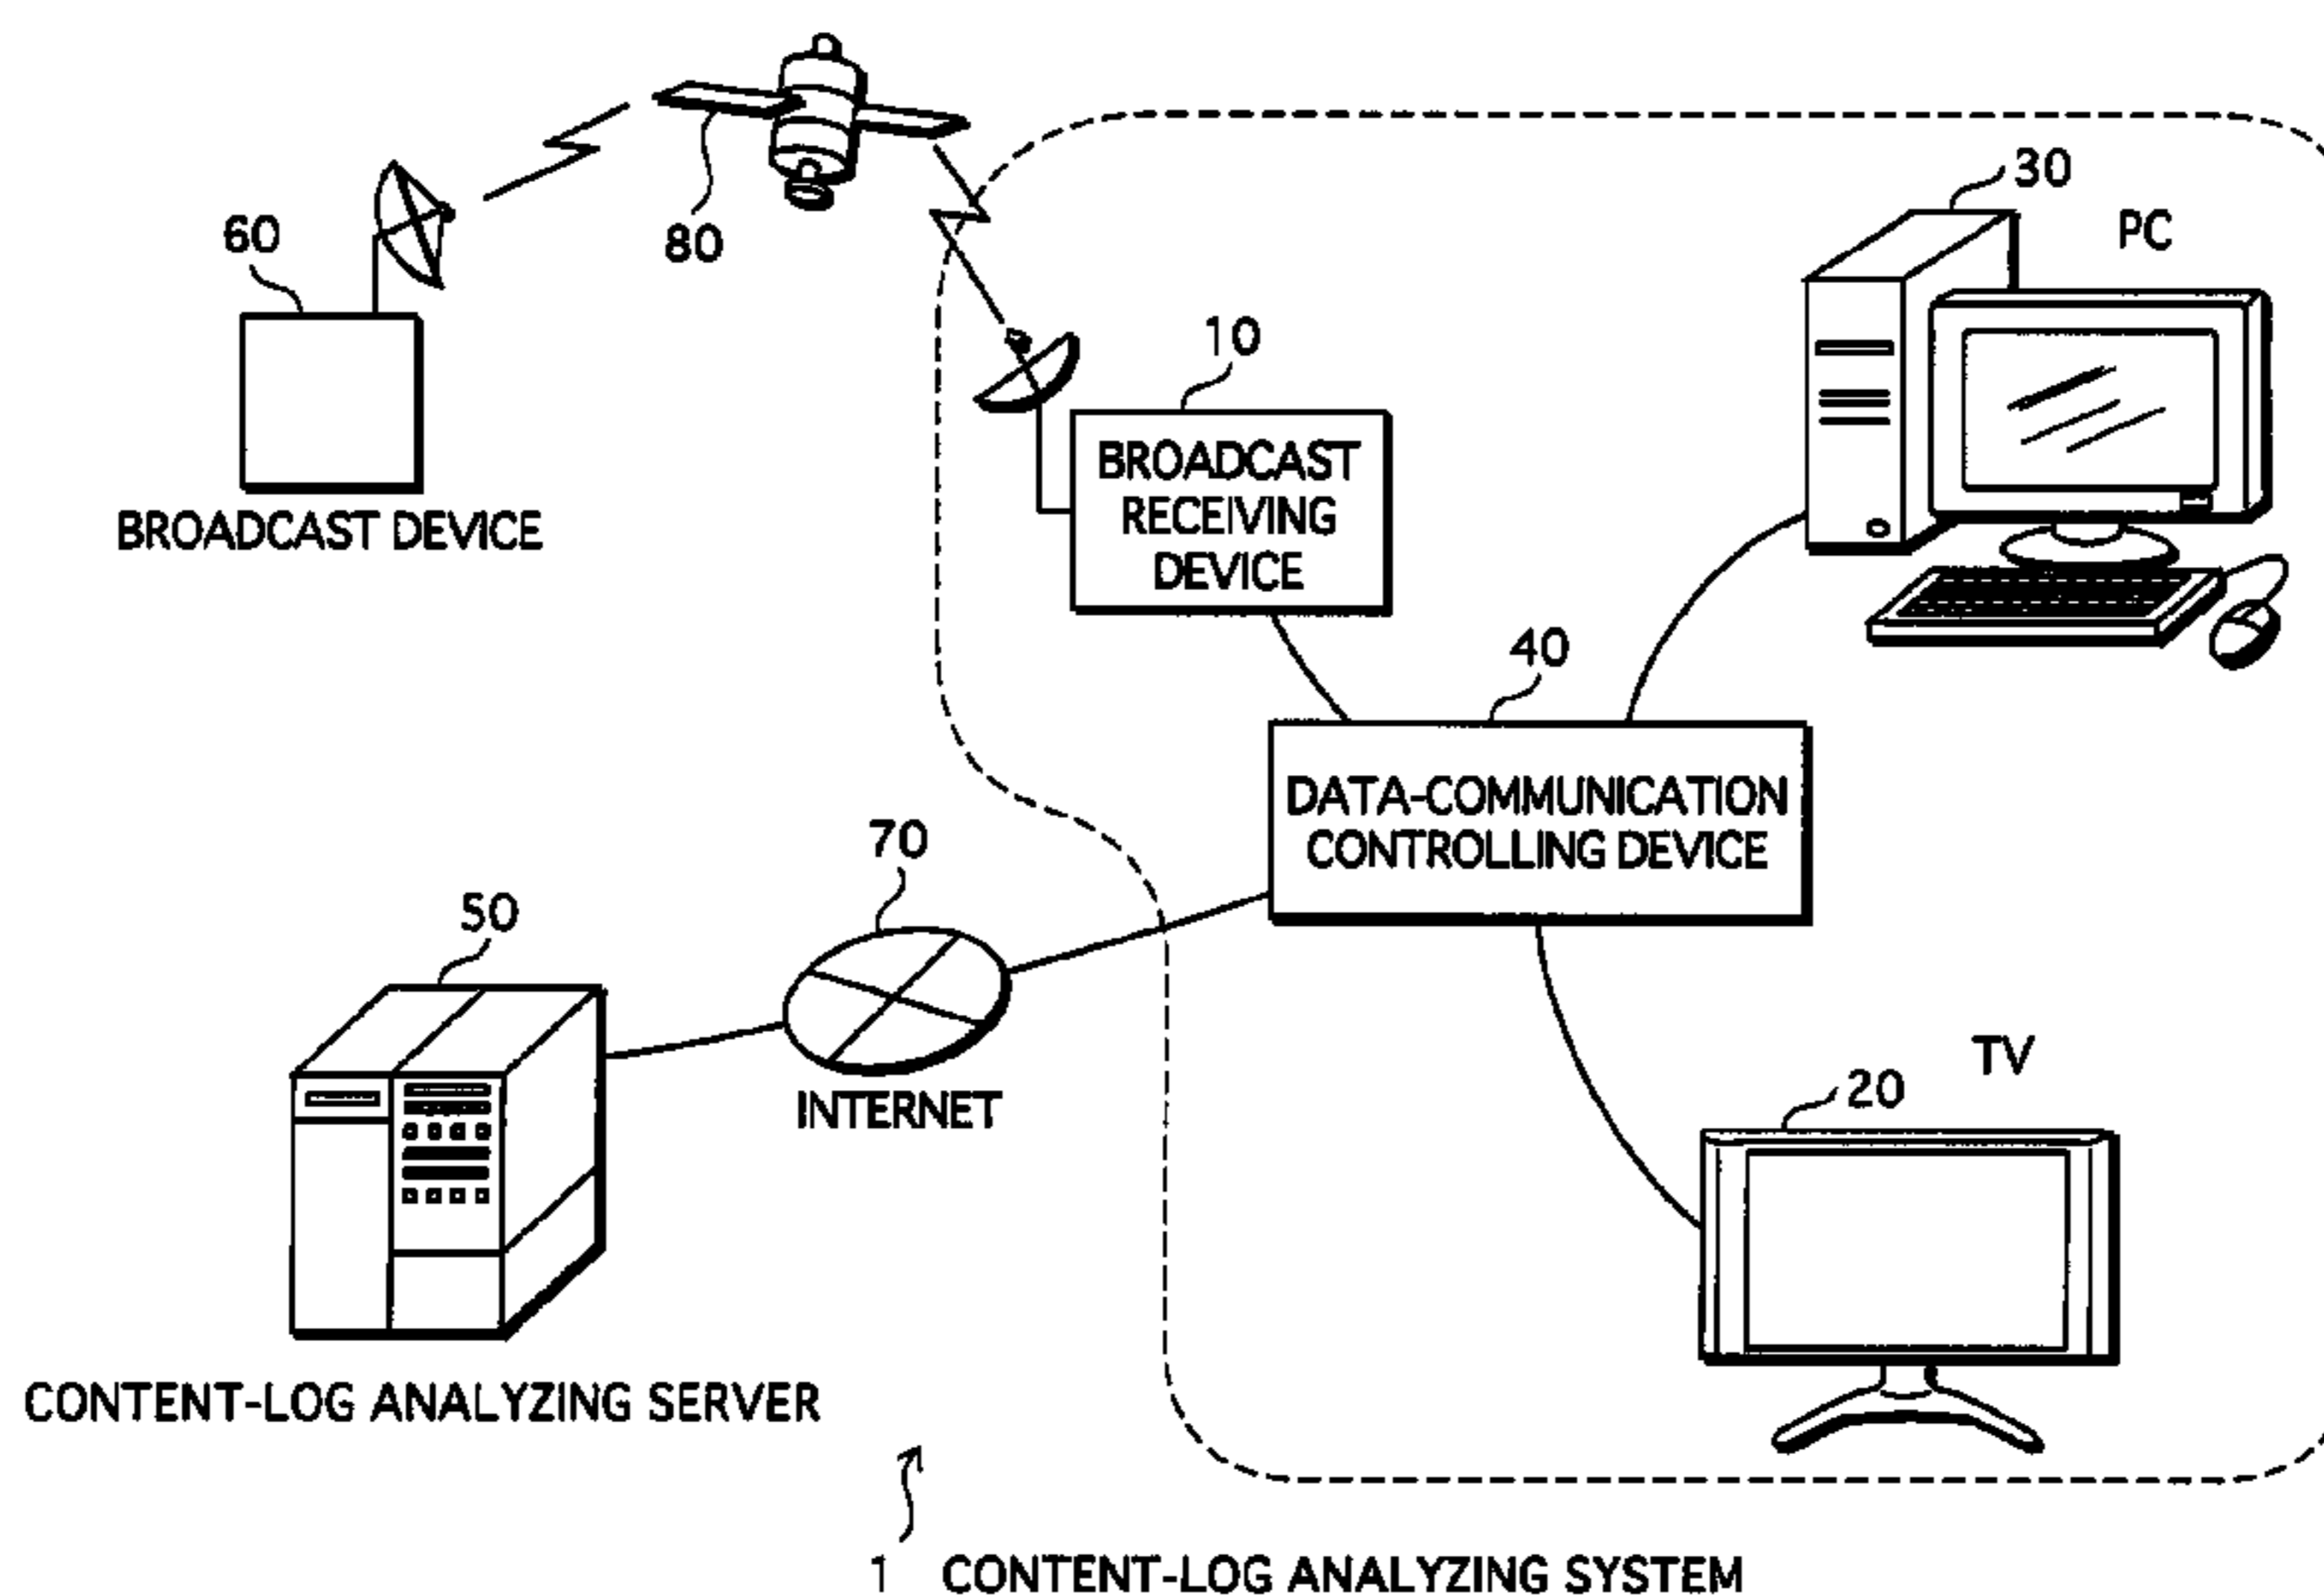 80
60
BROADCAST DEVICE
10
BROADCAST
RECEIVING
DEVICE
30
PC
40
DATA-COMMUNICATION
CONTROLLING DEVICE
70
INTERNET
50
CONTENT-LOG ANALYZING SERVER
TV
20
1 CONTENT-LOG ANALYZING SYSTEM